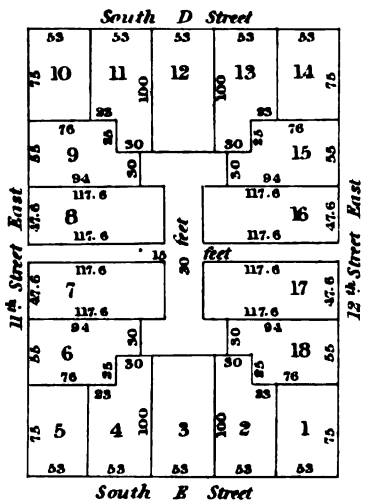 South D Street
53 53 53 53 53
75 10 11 100 12 100 13 14 75
23 23
76 25 30 30 25 76
55 9 30 30 15 55
94 94
117.6 117.6
47.6 8 16 47.6
117.6 117.6
11th Street East
15 feet
30 feet
12th Street East
117.6 117.6
47.6 7 17 47.6
117.6 117.6
94 94
55 6 30 30 18 55
76 25 30 30 25 76
23 23
75 5 4 100 3 100 2 1 75
53 53 53 53 53
South E Street